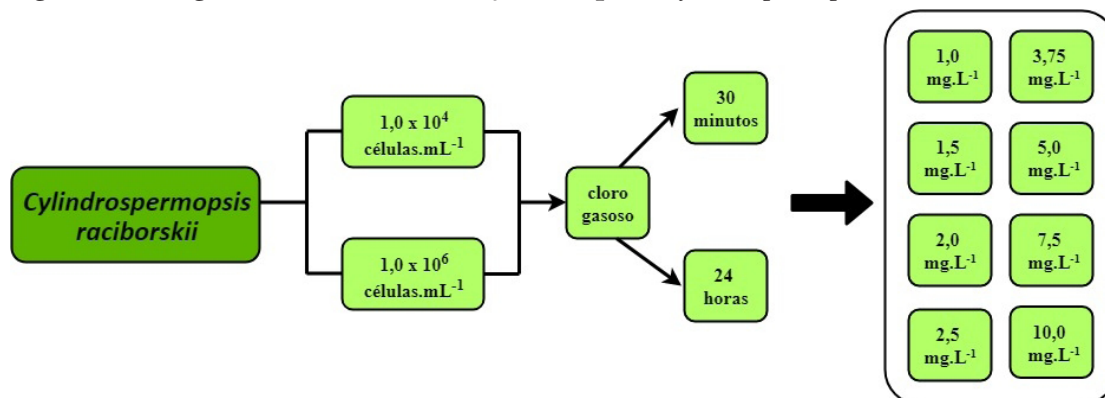 Cylindrospermopsis
raciborskii
1,0 x 10⁴
células.mL⁻¹
1,0 x 10⁶
células.mL⁻¹
cloro
gasoso
30
minutos
24
horas
1,0
mg.L⁻¹
3,75
mg.L⁻¹
1,5
mg.L⁻¹
5,0
mg.L⁻¹
2,0
mg.L⁻¹
7,5
mg.L⁻¹
2,5
mg.L⁻¹
10,0
mg.L⁻¹